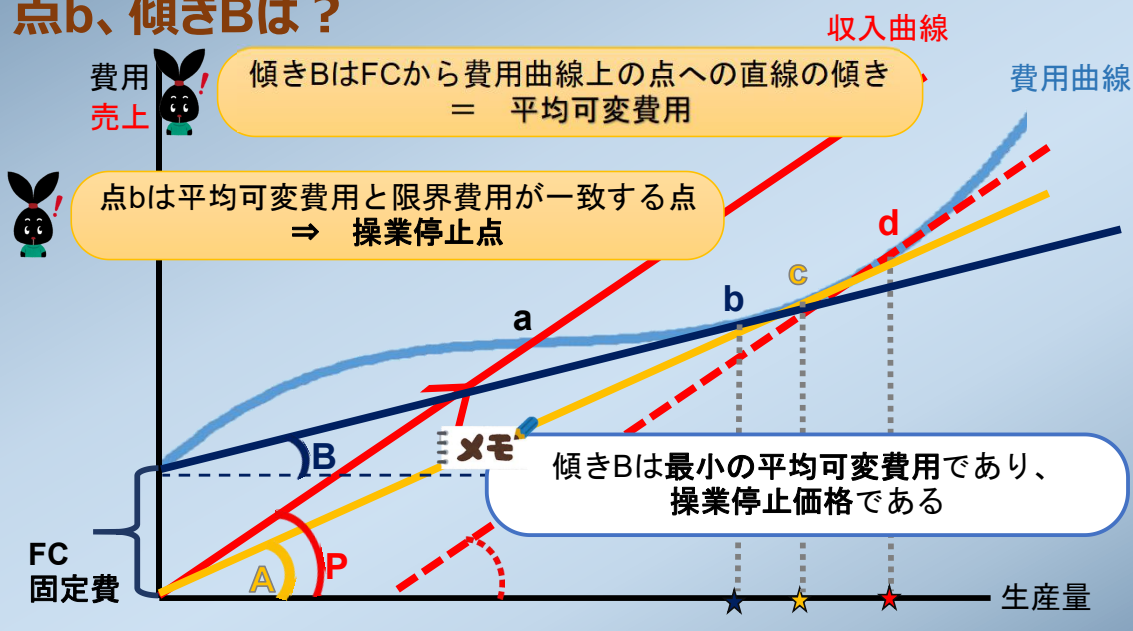 点b、傾きBは？
収入曲線
費用
売上
傾きBはFCから費用曲線上の点への直線の傾き
＝ 平均可変費用
費用曲線
点bは平均可変費用と限界費用が一致する点
⇒ 操業停止点
d
c
b
a
B
メモ
傾きBは最小の平均可変費用であり、
操業停止価格である
FC
固定費
A
P
生産量